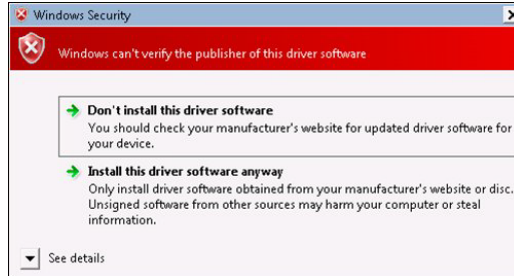 Windows Security
Windows can't verify the publisher of this driver software
Don't install this driver software
You should check your manufacturer's website for updated driver software for
your device.
Install this driver software anyway
Only install driver software obtained from your manufacturer's website or disc.
Unsigned software from other sources may harm your computer or steal
information.
See details